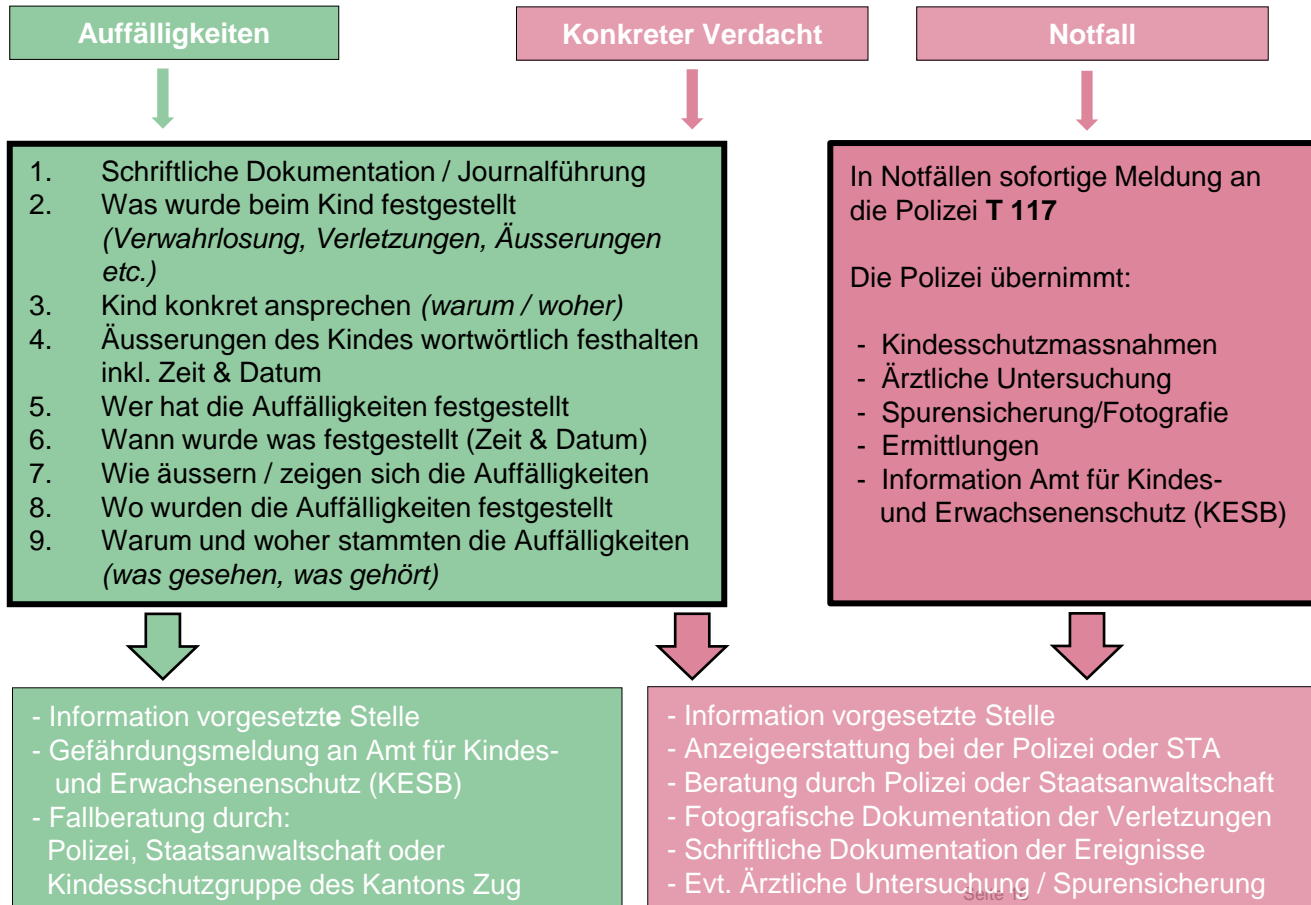 Auffälligkeiten
Konkreter Verdacht
Notfall
1. Schriftliche Dokumentation / Journalführung
2. Was wurde beim Kind festgestellt
(Verwahrlosung, Verletzungen, Äusserungen
etc.)
3. Kind konkret ansprechen (warum / woher)
4. Äusserungen des Kindes wortwörtlich festhalten
inkl. Zeit & Datum
5. Wer hat die Auffälligkeiten festgestellt
6. Wann wurde was festgestellt (Zeit & Datum)
7. Wie äussern / zeigen sich die Auffälligkeiten
8. Wo wurden die Auffälligkeiten festgestellt
9. Warum und woher stammten die Auffälligkeiten
(was gesehen, was gehört)
In Notfällen sofortige Meldung an
die Polizei T 117
Die Polizei übernimmt:
- Kindesschutzmassnahmen
- Ärztliche Untersuchung
- Spurensicherung/Fotografie
- Ermittlungen
- Information Amt für Kindes-
und Erwachsenenschutz (KESB)
- Information vorgesetzte Stelle
- Gefährdungsmeldung an Amt für Kindes-
und Erwachsenenschutz (KESB)
- Fallberatung durch:
Polizei, Staatsanwaltschaft oder
Kindesschutzgruppe des Kantons Zug
- Information vorgesetzte Stelle
- Anzeigeerstattung bei der Polizei oder STA
- Beratung durch Polizei oder Staatsanwaltschaft
- Fotografische Dokumentation der Verletzungen
- Schriftliche Dokumentation der Ereignisse
- Evt. Ärztliche Untersuchung / Spurensicherung
Seite